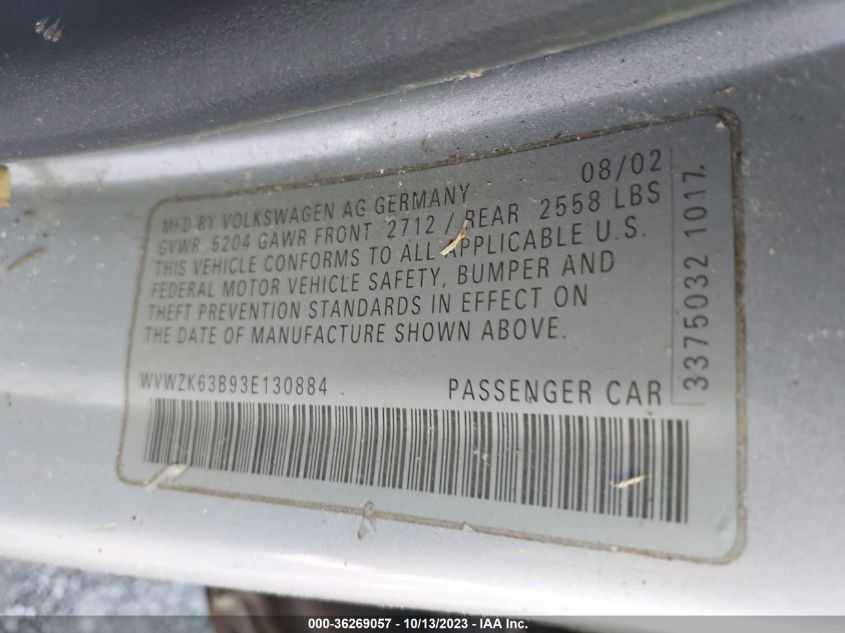 08/02
MFD BY VOLKSWAGEN AG GERMANY
GVWR. 5204 GAWR FRONT 2712 / REAR 2558 LBS
THIS VEHICLE CONFORMS TO ALL APPLICABLE U.S.
FEDERAL MOTOR VEHICLE SAFETY, BUMPER AND
THEFT PREVENTION STANDARDS IN EFFECT ON
THE DATE OF MANUFACTURE SHOWN ABOVE.
WVWZK63B93E130884 PASSENGER CAR
3375032 1017.
000-36269057 - 10/13/2023 - IAA Inc.